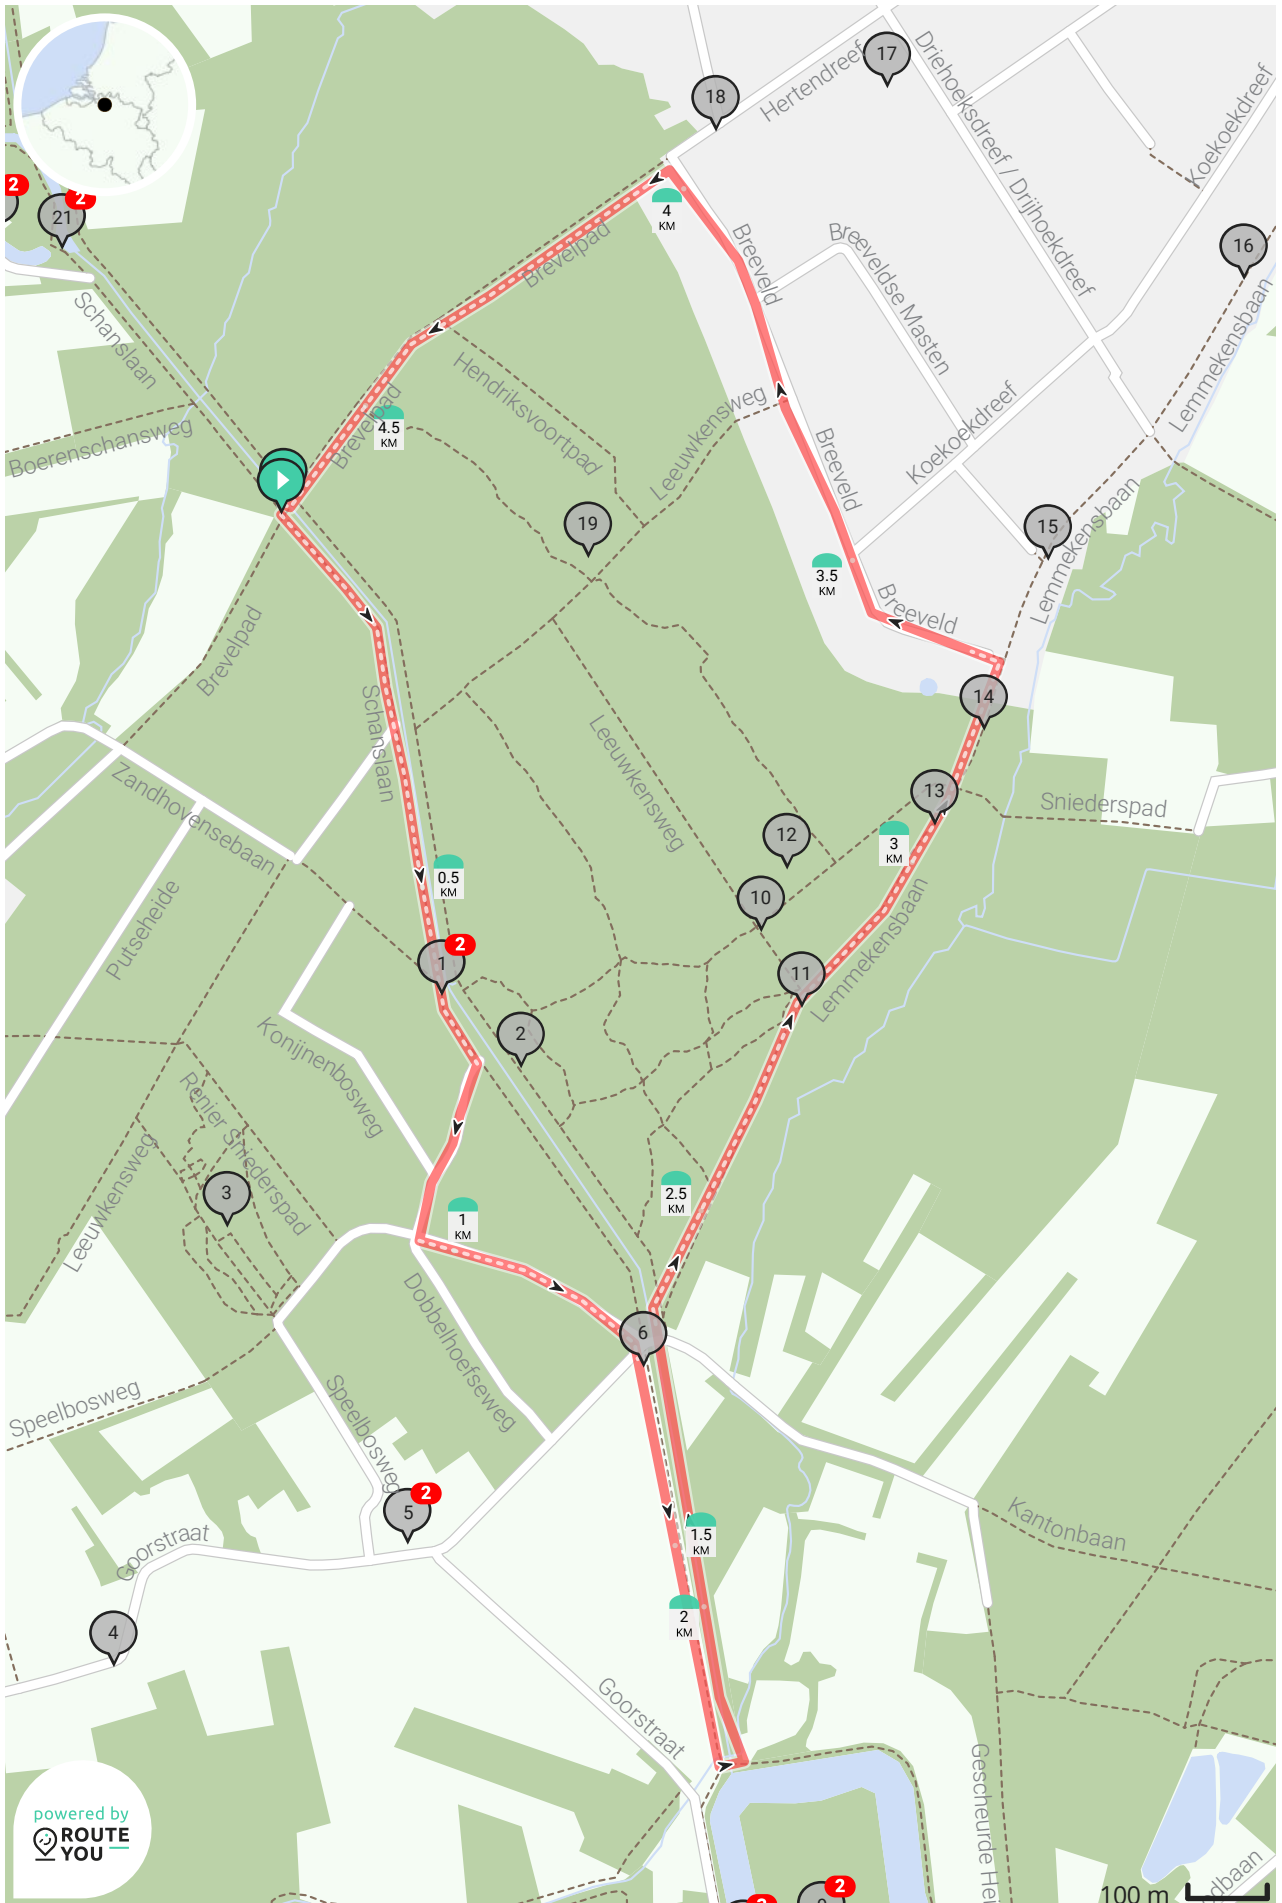 17
18
Hertendreef
Driehoeksdreef / Drijhoekdreef
Koekoekdreef
2
2
21
4
KM
Brevelpad
Breeveld
Breeveldse Masten
16
Lemmekensbaan
Schanslaan
Hendriksvoortpad
Leeuwkensweg
Koekoekdreef
Boerenschansweg
4.5
KM
Brevelpad
Breeveld
19
15
Lemmekensbaan
3.5
KM
Breeveld
Brevelpad
14
Schanslaan
Leeuwkensweg
Zandhovensebaan
13
Sniederspad
12
3
KM
0.5
KM
10
Putseheide
Lemmekensbaan
2
1
11
2
Konijnenbosweg
Renier Sniederspad
Leeuwkensweg
3
2.5
KM
1
KM
Dobbelhoefseweg
6
Speelbosweg
Speelbosweg
2
5
Goorstraat
1.5
KM
Kantonbaan
2
KM
4
Goorstraat
Gescheurde Hei
powered by
ROUTE
YOU
2
100 m